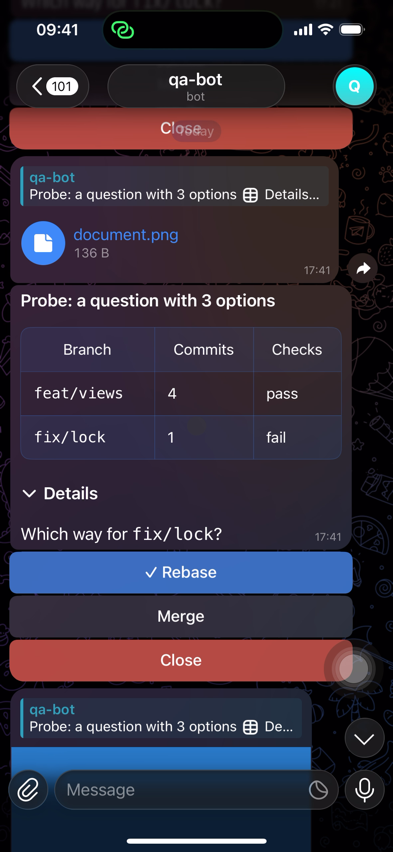 09:41
101
qa-bot
bot
Q
Close
Today
qa-bot
Probe: a question with 3 options Details...
document.png
136 B
17:41
Probe: a question with 3 options
Branch Commits Checks
feat/views 4 pass
fix/lock 1 fail
Details
Which way for fix/lock?
17:41
✓ Rebase
Merge
Close
qa-bot
Probe: a question with 3 options De...
Message